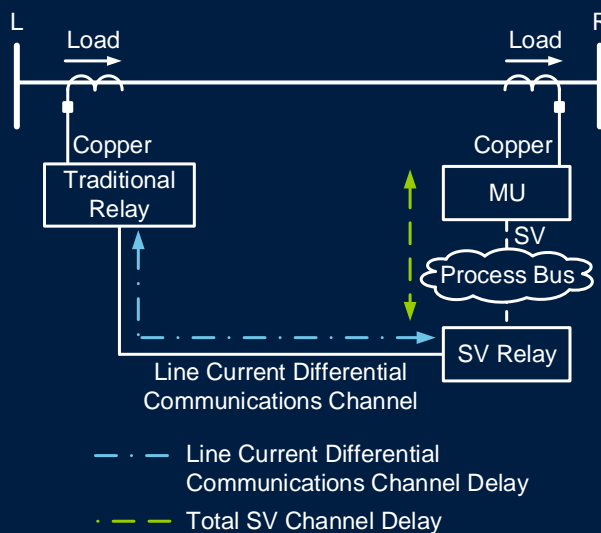 L
R
Load
Load
Copper
Copper
Traditional
Relay
MU
SV
Process Bus
SV Relay
Line Current Differential
Communications Channel
Line Current Differential
Communications Channel Delay
Total SV Channel Delay